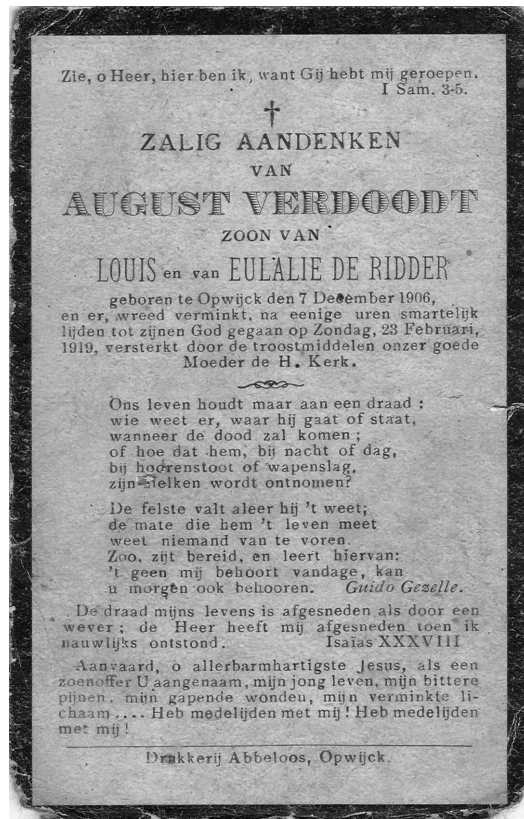 Zie, o Heer, hier ben ik, want Gij hebt mij geroepen.
I Sam. 3-5.
ZALIG AANDENKEN
VAN
AUGUST VERDOODT
ZOON VAN
LOUIS en van EULALIE DE RIDDER
geboren te Opwijck den 7 December 1906,
en er, wreed verminkt, na eenige uren smartelijk
lijden tot zijnen God gegaan op Zondag, 23 Februari,
1919, versterkt door de troostmiddelen onzer goede
Moeder de H. Kerk.
Ons leven houdt maar aan een draad :
wie weet er, waar hij gaat of staat,
wanneer de dood zal komen ;
of hoe dat hem, bij nacht of dag,
bij hoorenstoot of wapenslag,
zijn stelken wordt ontnomen?
De felste valt aleer hij 't weet;
de mate die hem 't leven meet
weet niemand van te voren.
Zoo, zijt bereid, en leert hiervan:
't geen mij behoort vandage, kan
u morgen ook behooren. Guido Gezelle.
De draad mijns levens is afgesneden als door een
wever ; de Heer heeft mij afgesneden toen ik
nauwlijks ontstond. Isaïas XXXVIII
Aanvaard, o allerbarmhartigste Jesus, als een
zoenoffer U aangenaam, mijn jong leven, mijn bittere
pijnen, mijn gapende wonden, mijn verminkte li-
chaam .... Heb medelijden met mij ! Heb medelijden
met mij !
Drukkerij Abbeloos, Opwijck.